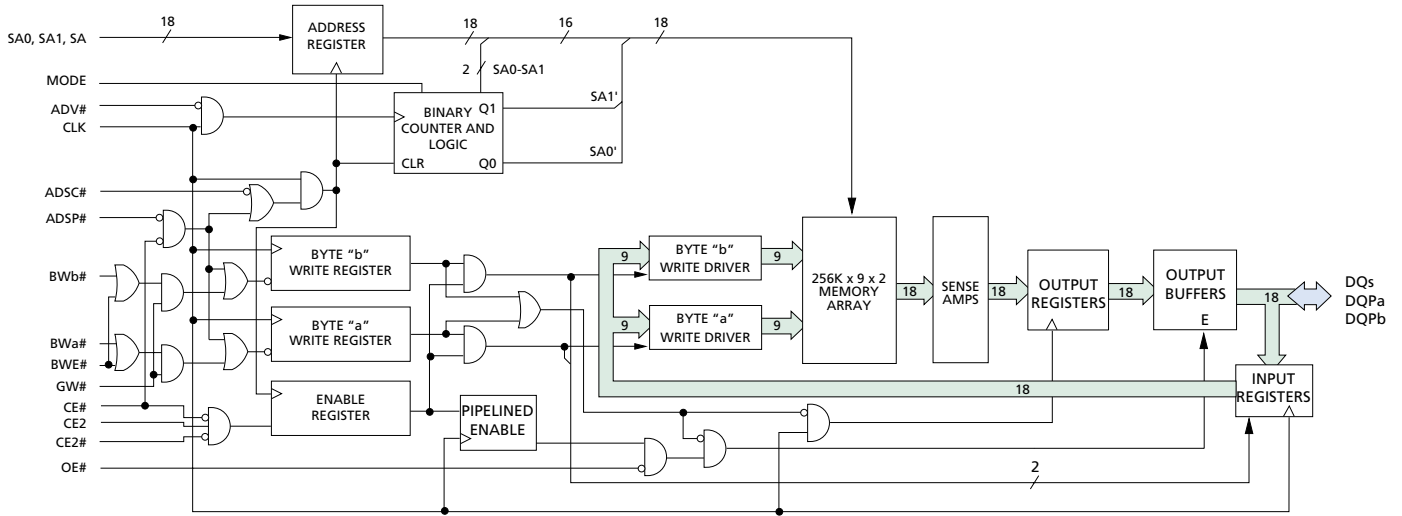 18
ADDRESS
REGISTER
18
16
18
SA0, SA1, SA
2
SA0-SA1
MODE
ADV#
CLK
BINARY
COUNTER AND
LOGIC
Q1
CLR
Q0
SA1'
SA0'
ADSC#
ADSP#
BYTE “b”
WRITE REGISTER
BWb#
BYTE “a”
WRITE REGISTER
BWa#
BWE#
GW#
CE#
CE2
CE2#
OE#
ENABLE
REGISTER
PIPELINED
ENABLE
9
BYTE “b”
WRITE DRIVER
9
9
BYTE “a”
WRITE DRIVER
9
256K x 9 x 2
MEMORY
ARRAY
18
SENSE
AMPS
18
OUTPUT
REGISTERS
18
OUTPUT
BUFFERS
E
18
DQs
DQPa
DQPb
18
INPUT
REGISTERS
2